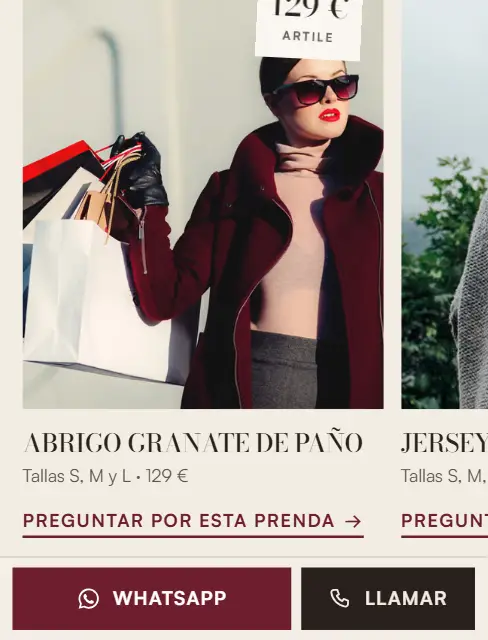 129 €
ARTILE
ABRIGO GRANATE DE PAÑO
Tallas S, M y L • 129 €
PREGUNTAR POR ESTA PRENDA →
JERSEY
Tallas S, M,
PREGUNT
WHATSAPP
LLAMAR